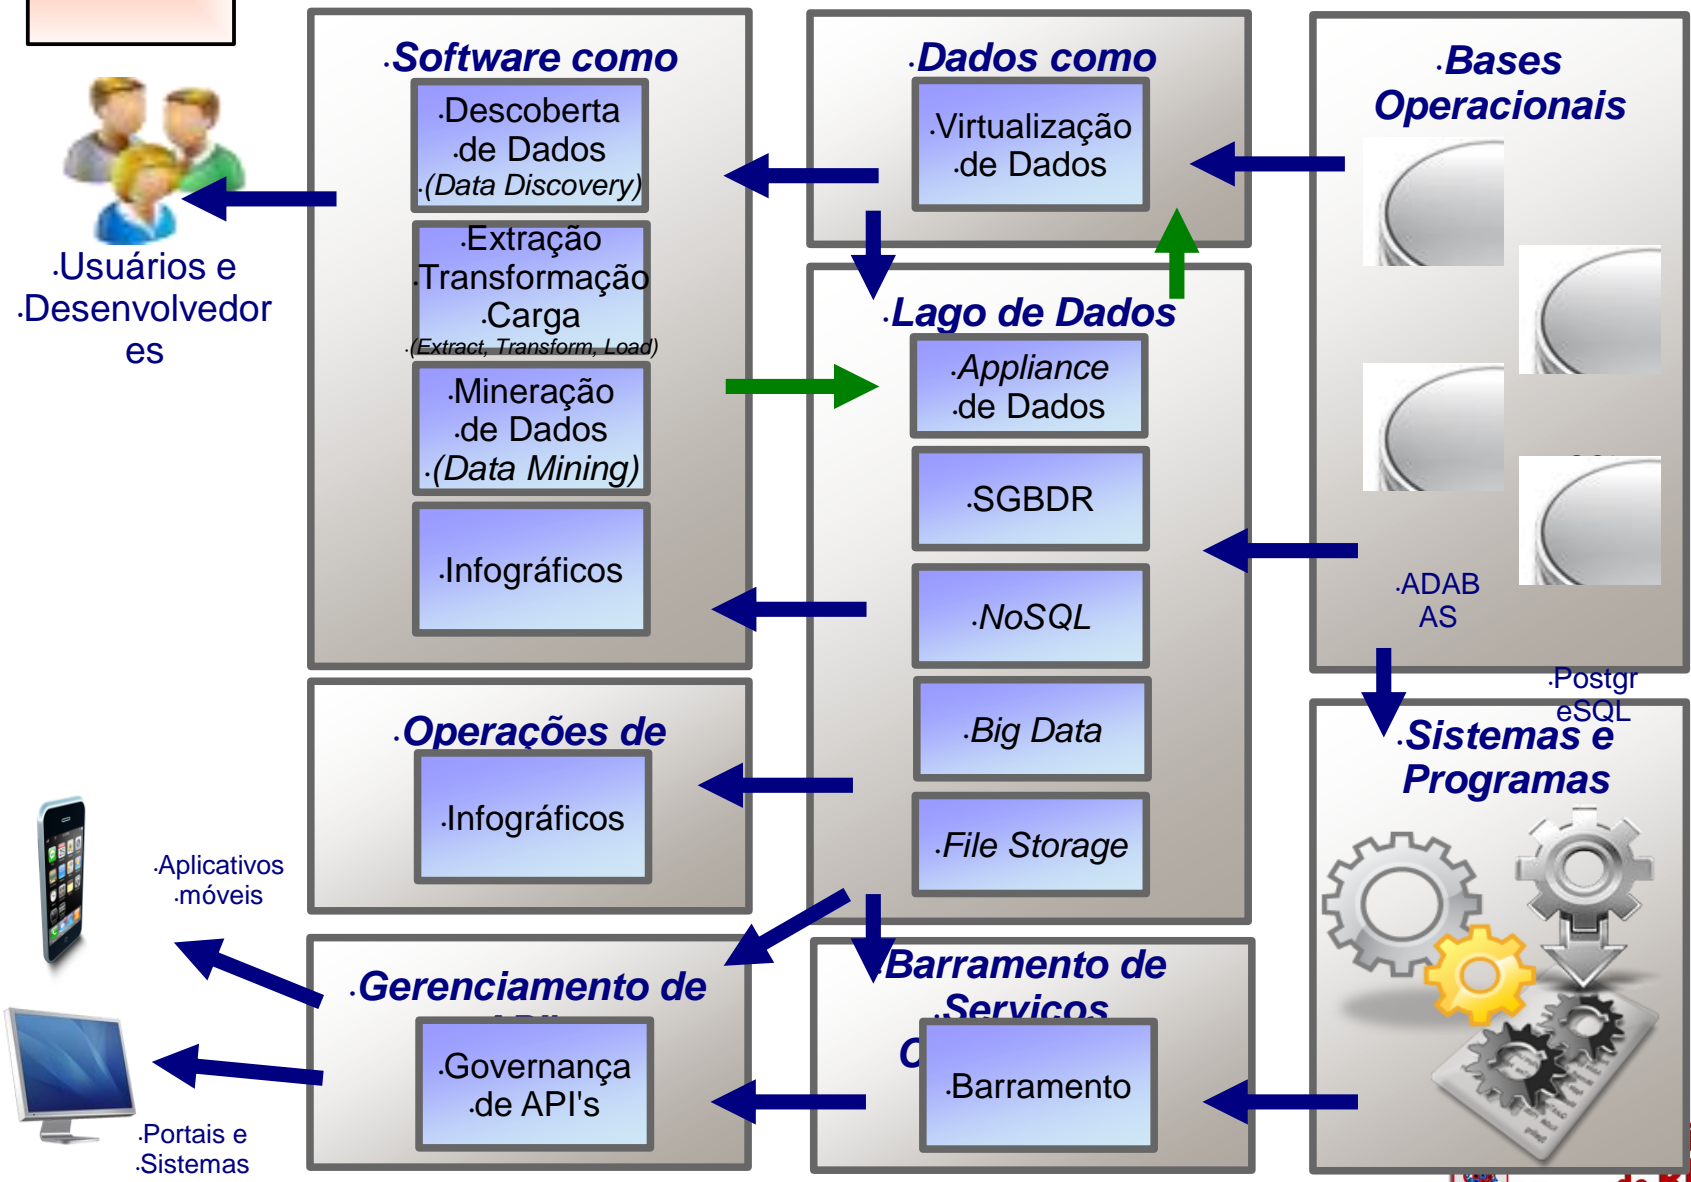 .Software como
.Descoberta
.de Dados
.(Data Discovery)
.Extração
.Transformação
.Carga
.(Extract, Transform, Load)
.Mineração
.de Dados
.(Data Mining)
.Infográficos
.Usuários e
.Desenvolvedor
es
.Dados como
.Virtualização
.de Dados
.Bases
Operacionais
.ADAB
AS
.Postgr
eSQL
.Lago de Dados
.Appliance
.de Dados
.SGBDR
.NoSQL
.Big Data
.File Storage
.Operações de
.Infográficos
.Sistemas e
Programas
.Aplicativos
.móveis
.Portais e
.Sistemas
.Gerenciamento de
.Governança
.de API's
.Barramento de
.Serviços
.Barramento